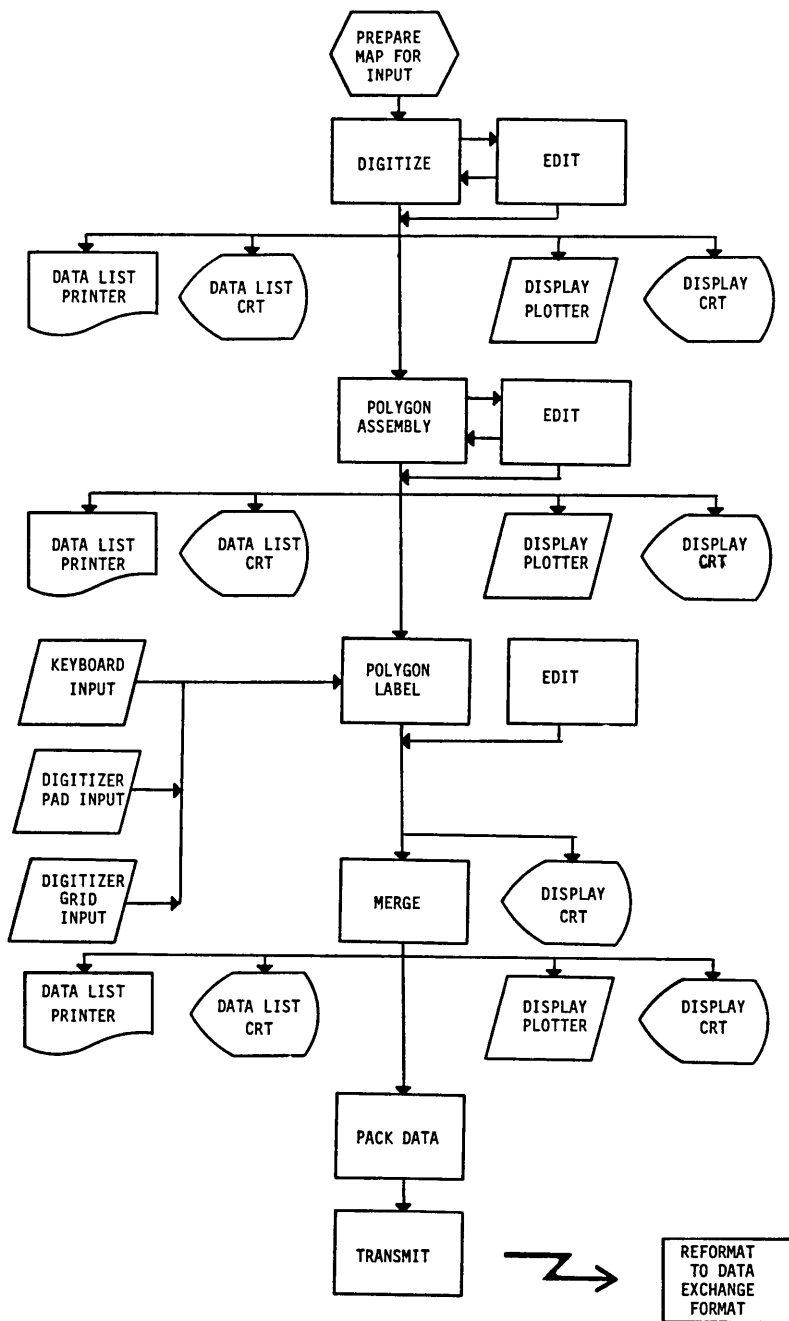 PREPARE
MAP FOR
INPUT
DIGITIZE
EDIT
DATA LIST
PRINTER
DATA LIST
CRT
DISPLAY
PLOTTER
DISPLAY
CRT
POLYGON
ASSEMBLY
EDIT
DATA LIST
PRINTER
DATA LIST
CRT
DISPLAY
PLOTTER
DISPLAY
CRT
KEYBOARD
INPUT
POLYGON
LABEL
EDIT
DIGITIZER
PAD INPUT
DIGITIZER
GRID
INPUT
MERGE
DISPLAY
CRT
DATA LIST
PRINTER
DATA LIST
CRT
DISPLAY
PLOTTER
DISPLAY
CRT
PACK DATA
TRANSMIT
REFORMAT
TO DATA
EXCHANGE
FORMAT